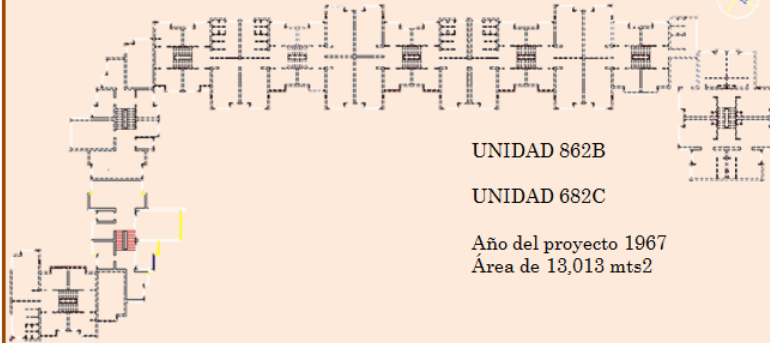 UNIDAD 862B
UNIDAD 682C
Año del proyecto 1967
Área de 13,013 mts2